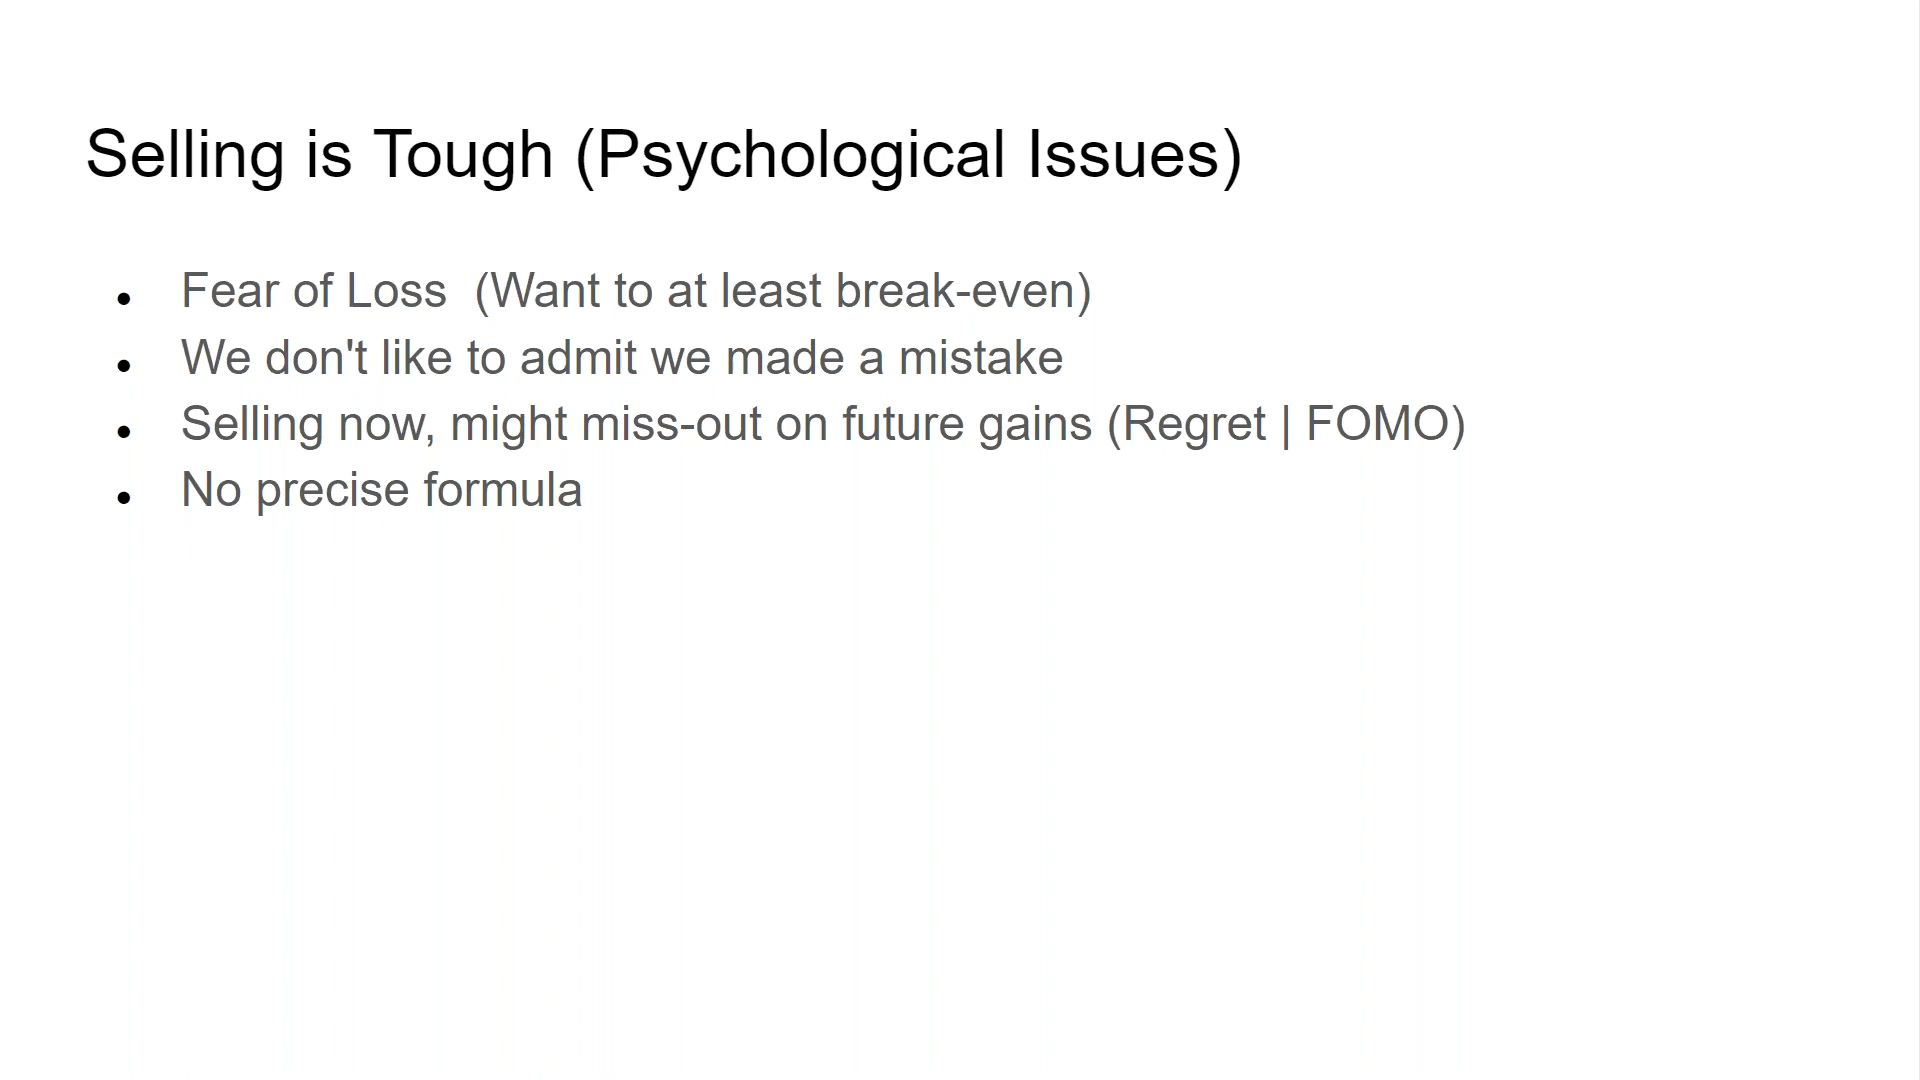 Selling is Tough (Psychological Issues)
● Fear of Loss  (Want to at least break-even)
● We don't like to admit we made a mistake
● Selling now, might miss-out on future gains (Regret | FOMO)
● No precise formula